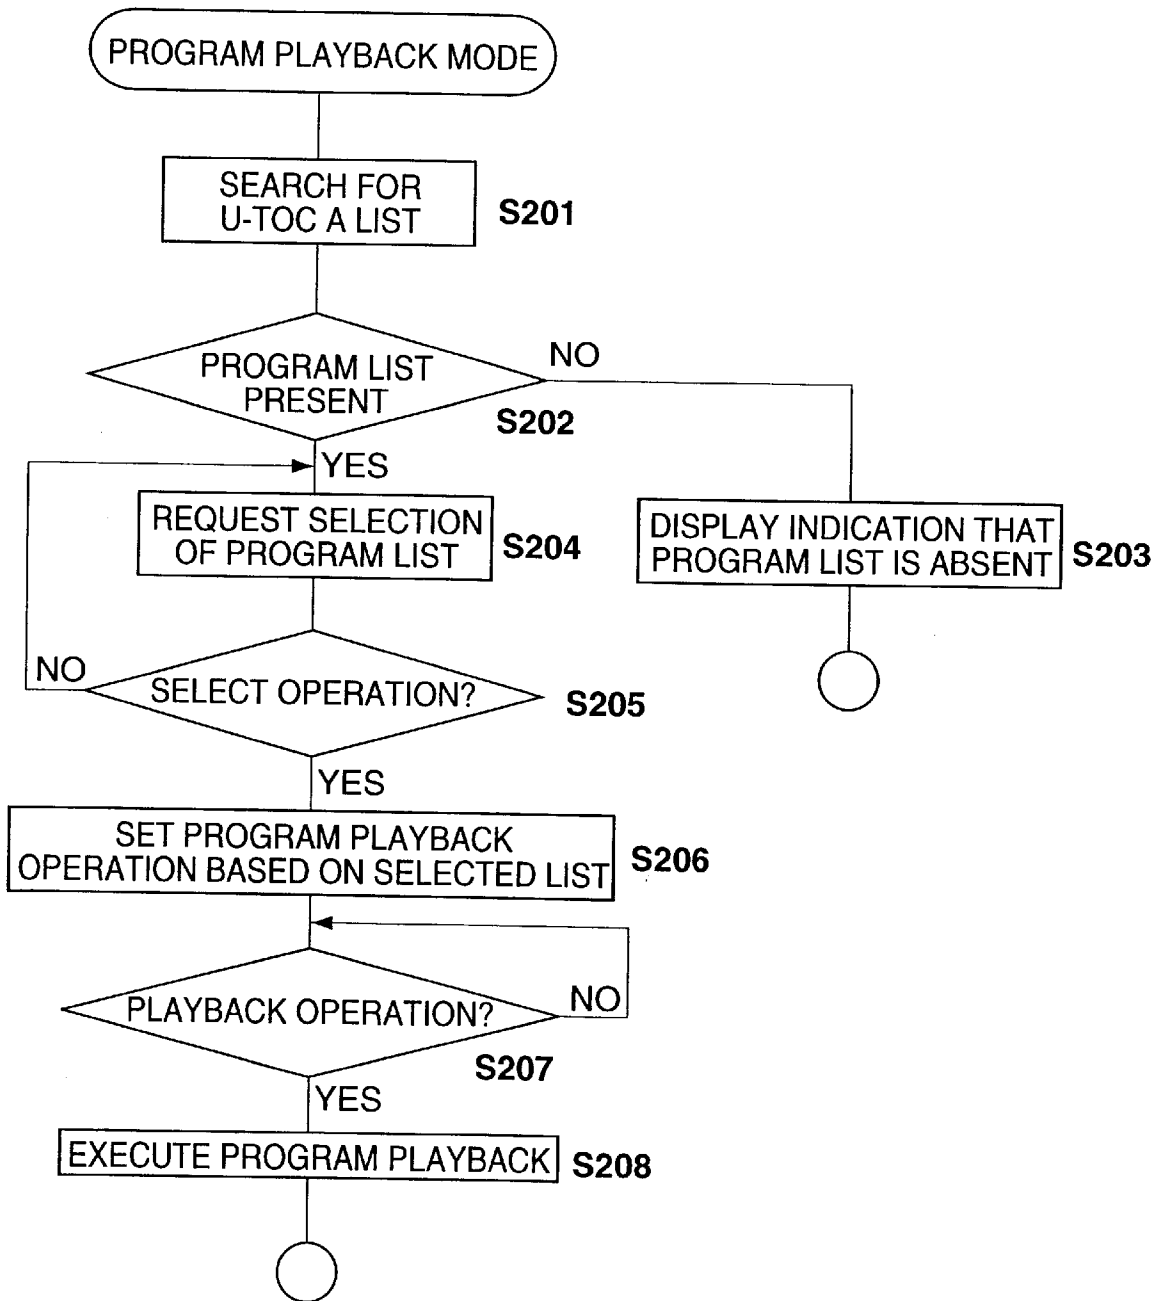 PROGRAM PLAYBACK MODE
SEARCH FOR
U-TOC A LIST
S201
PROGRAM LIST
PRESENT
NO
S202
YES
REQUEST SELECTION
OF PROGRAM LIST
S204
DISPLAY INDICATION THAT
PROGRAM LIST IS ABSENT
S203
NO
SELECT OPERATION?
S205
YES
SET PROGRAM PLAYBACK
OPERATION BASED ON SELECTED LIST
S206
PLAYBACK OPERATION?
NO
S207
YES
EXECUTE PROGRAM PLAYBACK
S208